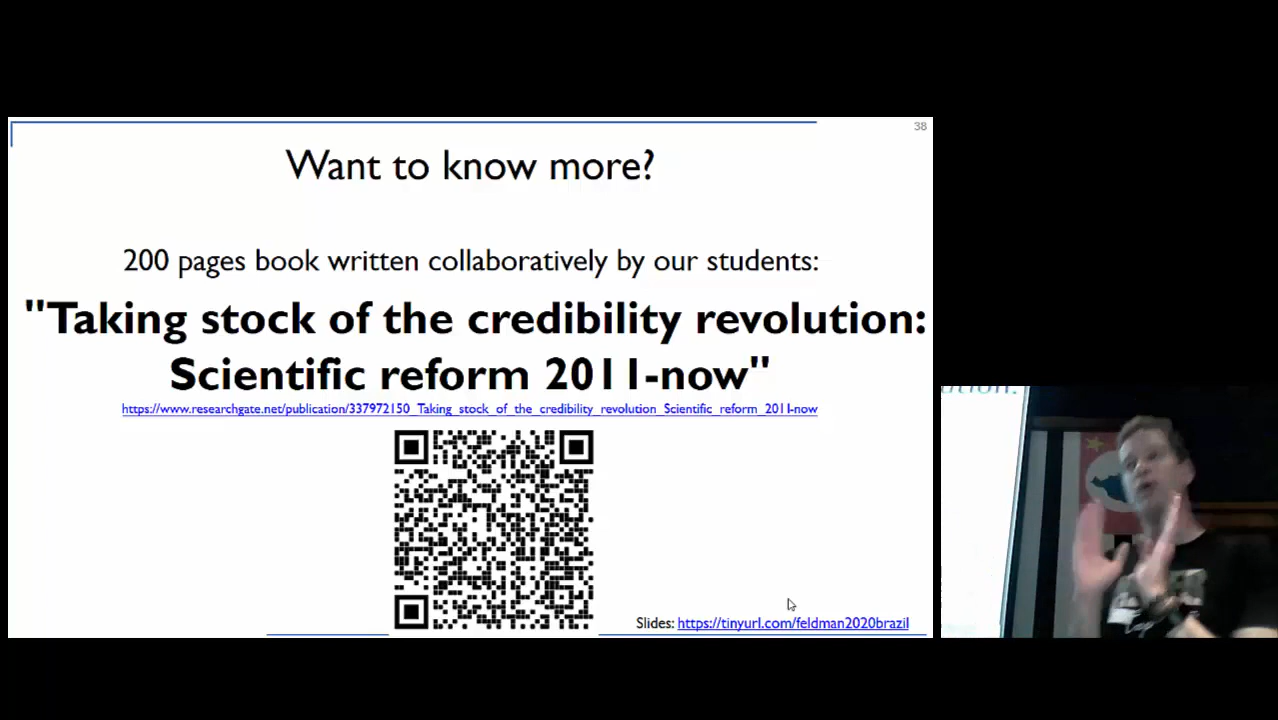 38
Want to know more?
200 pages book written collaboratively by our students:
"Taking stock of the credibility revolution:
Scientific reform 2011-now"
https://www.researchgate.net/publication/337972150_Taking_stock_of_the_credibility_revolution_Scientific_reform_2011-now
Slides: https://tinyurl.com/feldman2020brazil